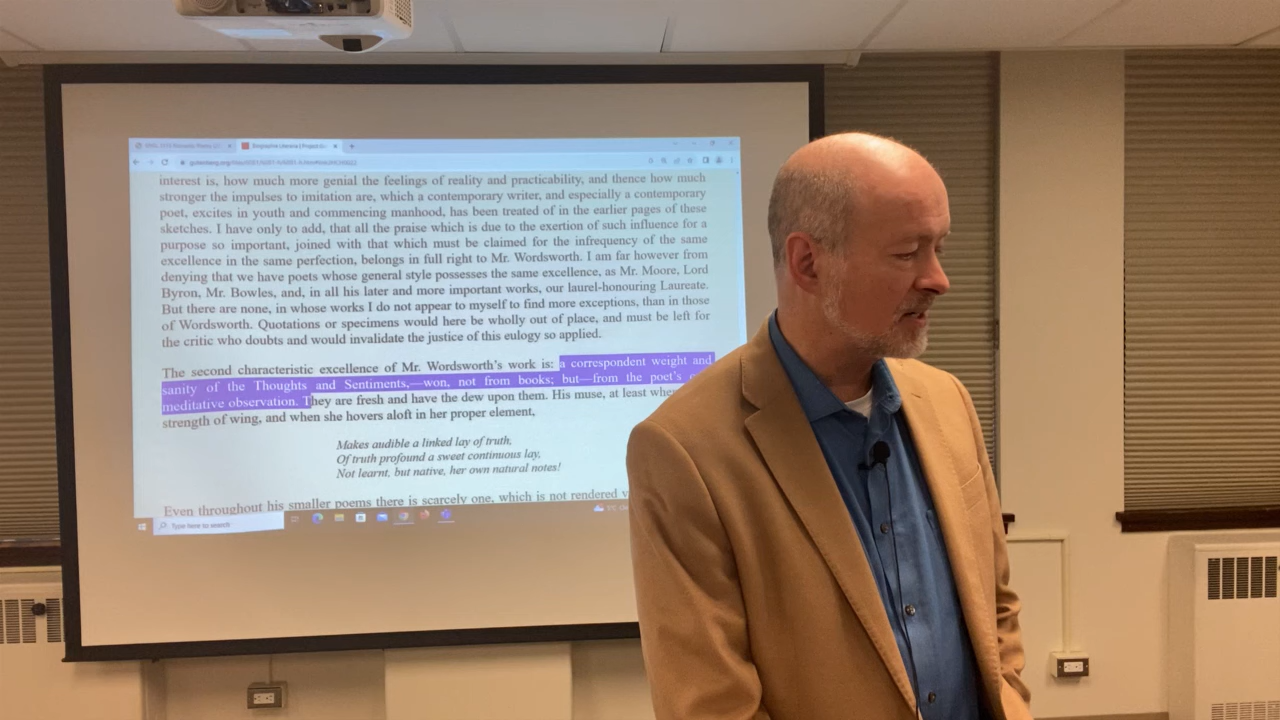 Biographia Literaria | Project Gu
interest is, how much more genial the feelings of reality and practicability, and thence how much
stronger the impulses to imitation are, which a contemporary writer, and especially a contemporary
poet, excites in youth and commencing manhood, has been treated of in the earlier pages of these
sketches. I have only to add, that all the praise which is due to the exertion of such influence for a
purpose so important, joined with that which must be claimed for the infrequency of the same
excellence in the same perfection, belongs in full right to Mr. Wordsworth. I am far however from
denying that we have poets whose general style possesses the same excellence, as Mr. Moore, Lord
Byron, Mr. Bowles, and, in all his later and more important works, our laurel-honouring Laureate.
But there are none, in whose works I do not appear to myself to find more exceptions, than in those
of Wordsworth. Quotations or specimens would here be wholly out of place, and must be left for
the critic who doubts and would invalidate the justice of this eulogy so applied.
The second characteristic excellence of Mr. Wordsworth's work is: a correspondent weight and
sanity of the Thoughts and Sentiments,—won, not from books; but—from the poet's
meditative observation. They are fresh and have the dew upon them. His muse, at least
strength of wing, and when she hovers aloft in her proper element,
Makes audible a linked lay of truth,
Of truth profound a sweet continuous lay,
Not learnt, but native, her own natural notes!
Even throughout his smaller poems there is scarcely one, which is not rendered
Type here to search